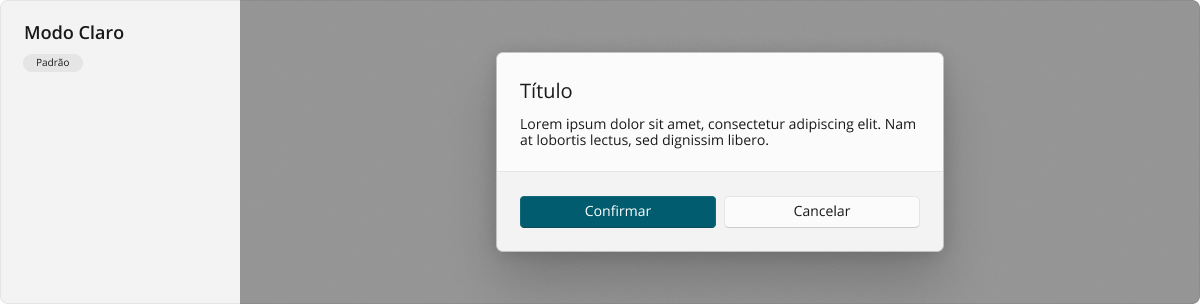 Modo Claro
Padrão
Título
Lorem ipsum dolor sit amet, consectetur adipiscing elit. Nam
at lobortis lectus, sed dignissim libero.
Confirmar
Cancelar